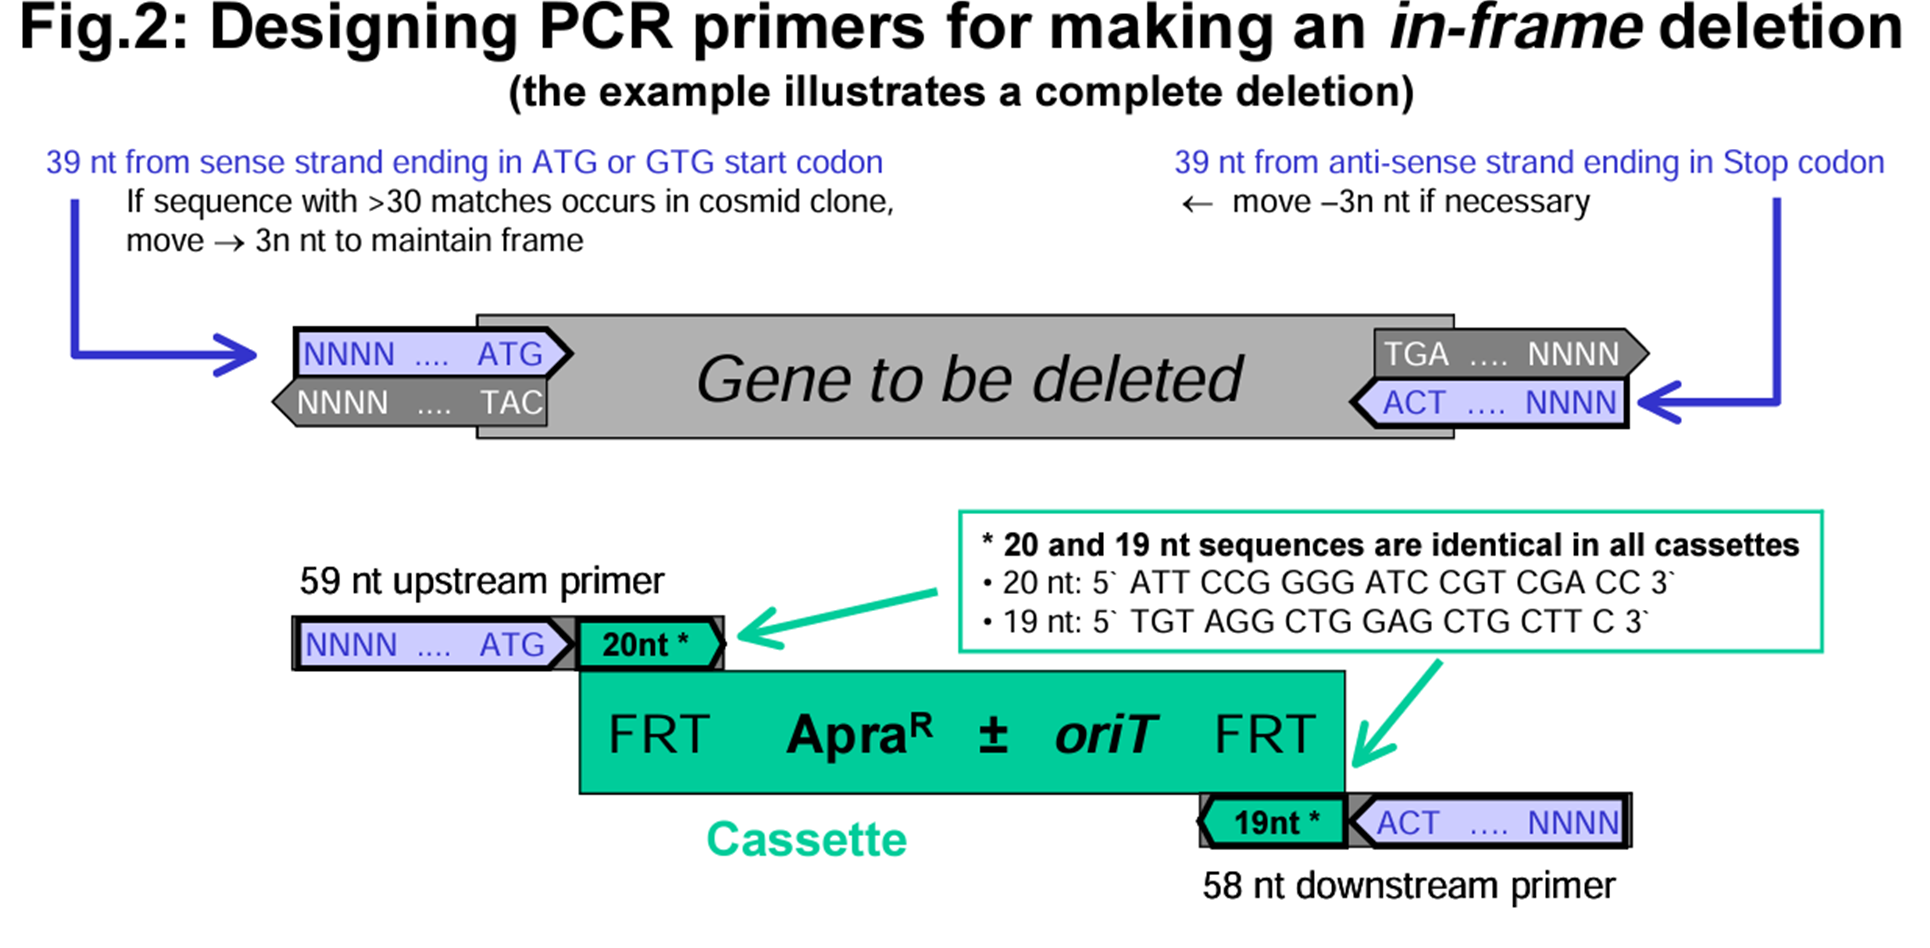 Fig.2: Designing PCR primers for making an in-frame deletion
(the example illustrates a complete deletion)
39 nt from sense strand ending in ATG or GTG start codon
If sequence with >30 matches occurs in cosmid clone,
move → 3n nt to maintain frame
39 nt from anti-sense strand ending in Stop codon
← move –3n nt if necessary
NNNN .... ATG
NNNN .... TAC
Gene to be deleted
TGA .... NNNN
ACT .... NNNN
* 20 and 19 nt sequences are identical in all cassettes
• 20 nt: 5` ATT CCG GGG ATC CGT CGA CC 3`
• 19 nt: 5` TGT AGG CTG GAG CTG CTT C 3`
59 nt upstream primer
NNNN .... ATG
20nt *
FRT ApraR ± oriT FRT
19nt *
ACT .... NNNN
Cassette
58 nt downstream primer